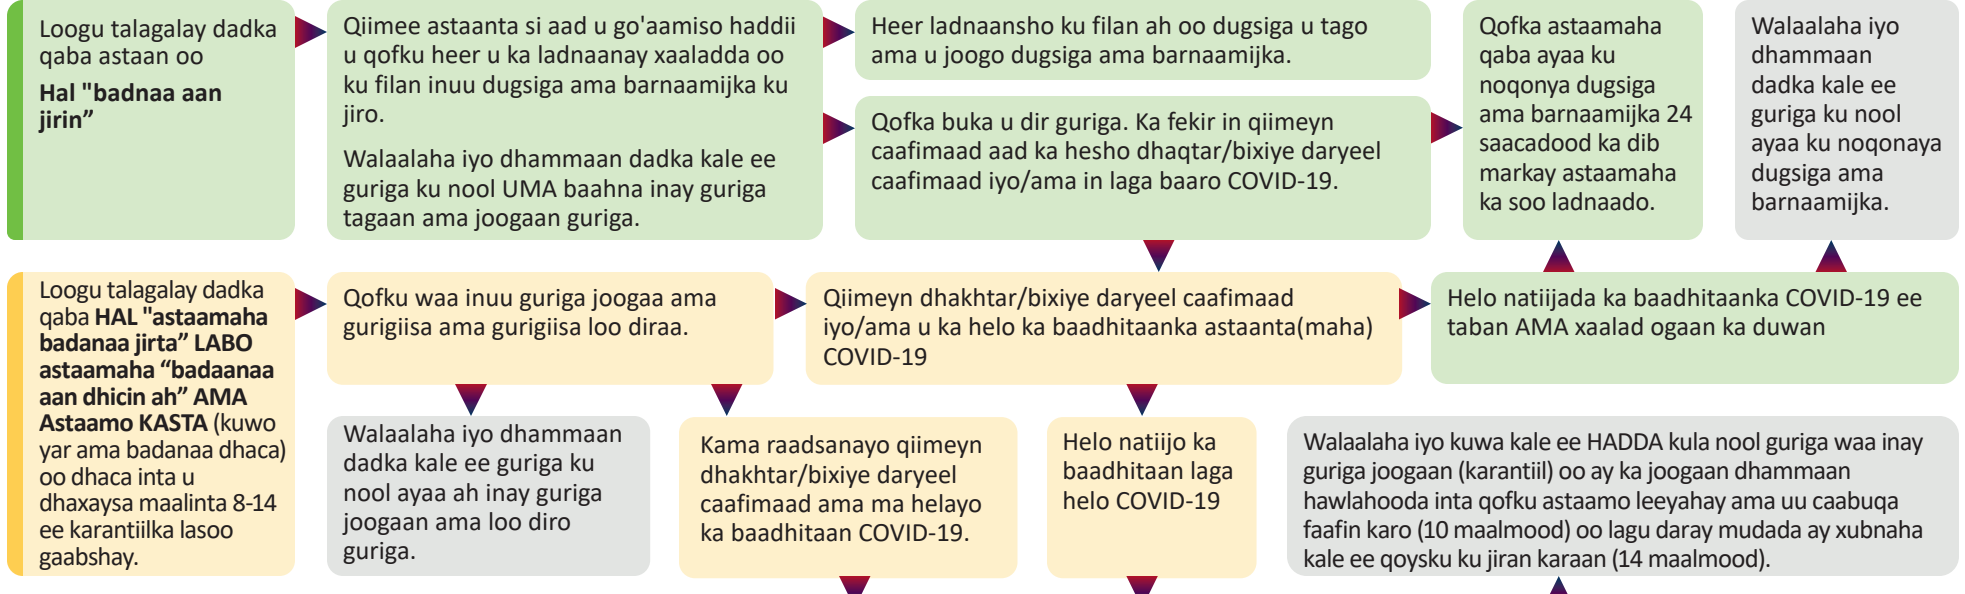 Loogu talagalay dadka
qaba astaan oo
Hal "badnaa aan
jirin”
Qiimee astaanta si aad u go'aamiso haddii
u qofku heer u ka ladnaanay xaaladda oo
ku filan inuu dugsiga ama barnaamija ku
jiro.
Walaalaha iyo dhammaan dadka kale ee
guriga ku nool UMA baahna inay guriga
tagaan ama joogaan guriga.
Heer ladnaansho ku filan ah oo dugsiga u tago
ama u joogo dugsiga ama barnaamijka.
Qofka buka u dir guriga. Ka fekir in qiimeyn
caafimaad aad ka hesho dhaqtar/bixiye daryeel
caafimaad iyo/ama in laga baaro COVID-19.
Qofka astaamaha
qaba ayaa ku
noqonya dugsiga
ama barnaamijka 24
saacadood ka dib
markay astaamaha
ka soo ladnaado.
Walaalaha iyo
dhammaan
dadka kale ee
guriga ku nool
ayaa ku noqonaya
dugsiga ama
barnaamijka.
Loogu talagalay dadka
qaba HAL "astaamaha
badanaa jirta” LABO
astaamaha “badaanaa
aan dhicin ah” AMA
Astaamo KASTA (kuwo
yar ama badanaa dhaca)
oo dhaca inta u
dhaxaysa maalinta 8-14
ee karantiilka lasoo
gaabshay.
Qofku waa inuu guriga joogaa ama
gurigiisa ama gurigiisa loo diraa.
Qiimeyn dhakhtar/bixiye daryeel caafimaad
iyo/ama u ka helo ka baadhitaanka astaanta(maha)
COVID-19
Helo natiijada ka baadhitaanka COVID-19 ee
taban AMA xaalad ogaan ka duwan
Walaalaha iyo dhammaan
dadka kale ee guriga ku
nool ayaa ah inay guriga
joogaan ama loo diro
guriga.
Kama raadsanayo qiimeyn
dhakhtar/bixiye daryeel
caafimaad ama ma helayo
ka baadhitaan COVID-19.
Helo natiijo ka
baadhitaan laga
helo COVID-19
Walaalaha iyo kuwa kale ee HADDA kula nool guriga waa inay
guriga joogaan (karantiil) oo ay ka joogaan dhammaan
hawlahooda inta qofku astaamo leeyahay ama uu caabuqa
faafin karo (10 maalmood) oo lagu daray mudada ay xubnaha
kale ee qoysku ku jiran karaan (14 maalmood).